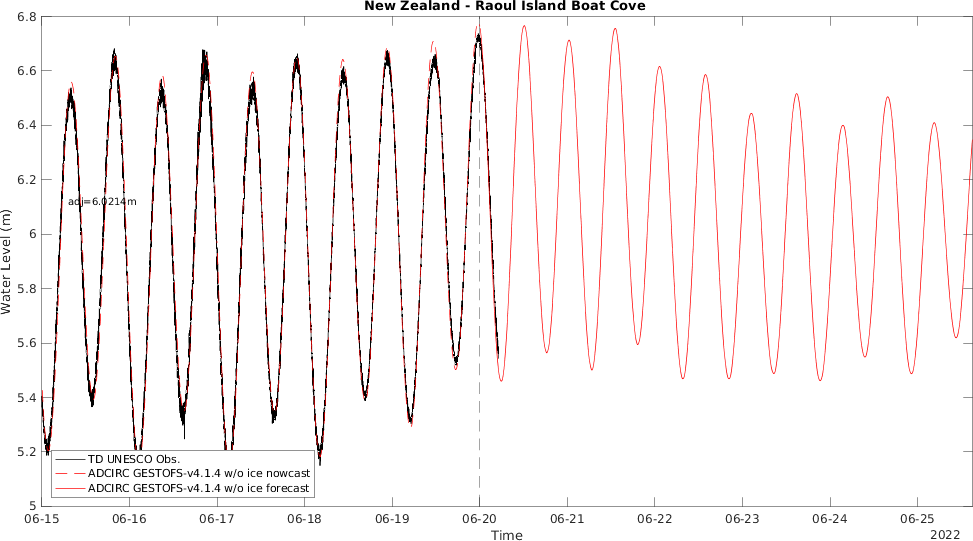 New Zealand - Raoul Island Boat Cove
6.8
6.6
6.4
6.2
6
5.8
5.6
5.4
5.2
5
Water Level (m)
adj=6.0214m
TD UNESCO Obs.
ADCIRC GESTOFS-v4.1.4 w/o ice nowcast
ADCIRC GESTOFS-v4.1.4 w/o ice forecast
06-15 06-16 06-17 06-18 06-19 06-20 06-21 06-22 06-23 06-24 06-25
Time
2022